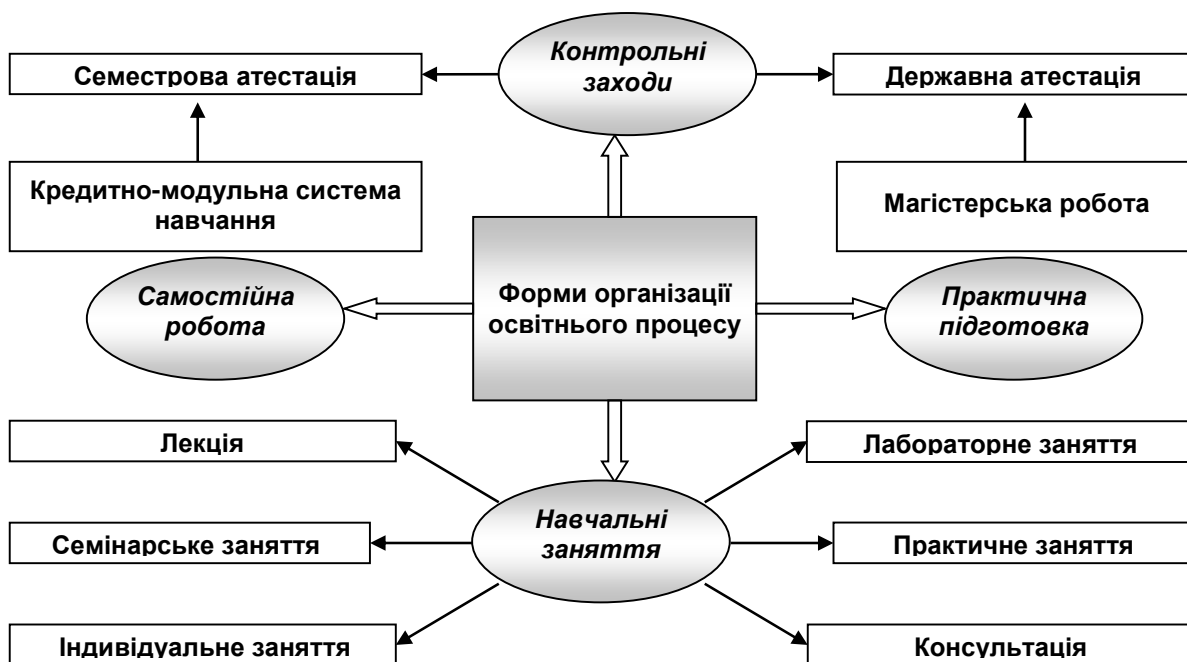 Контрольні
заходи
Семестрова атестація
Державна атестація
Кредитно-модульна система
навчання
Магістерська робота
Самостійна
робота
Форми організації
освітнього процесу
Практична
підготовка
Лекція
Лабораторне заняття
Навчальні
заняття
Семінарське заняття
Практичне заняття
Індивідуальне заняття
Консультація